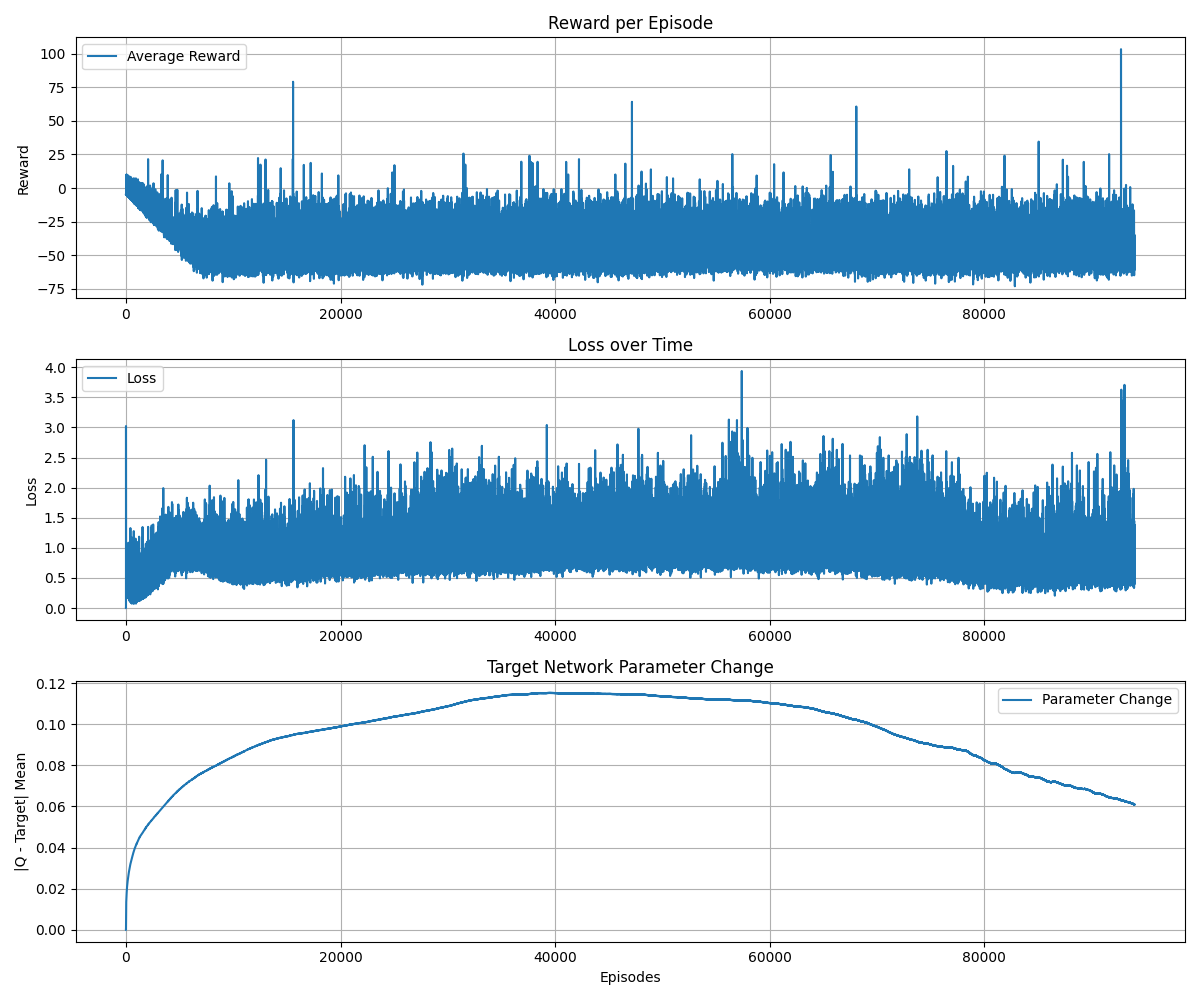 Reward per Episode
Average Reward
100
75
50
25
0
−25
−50
−75
Reward
0 20000 40000 60000 80000
Loss over Time
Loss
4.0
3.5
3.0
2.5
2.0
1.5
1.0
0.5
0.0
Loss
0 20000 40000 60000 80000
Target Network Parameter Change
Parameter Change
0.12
0.10
0.08
0.06
0.04
0.02
0.00
|Q - Target| Mean
0 20000 40000 60000 80000
Episodes